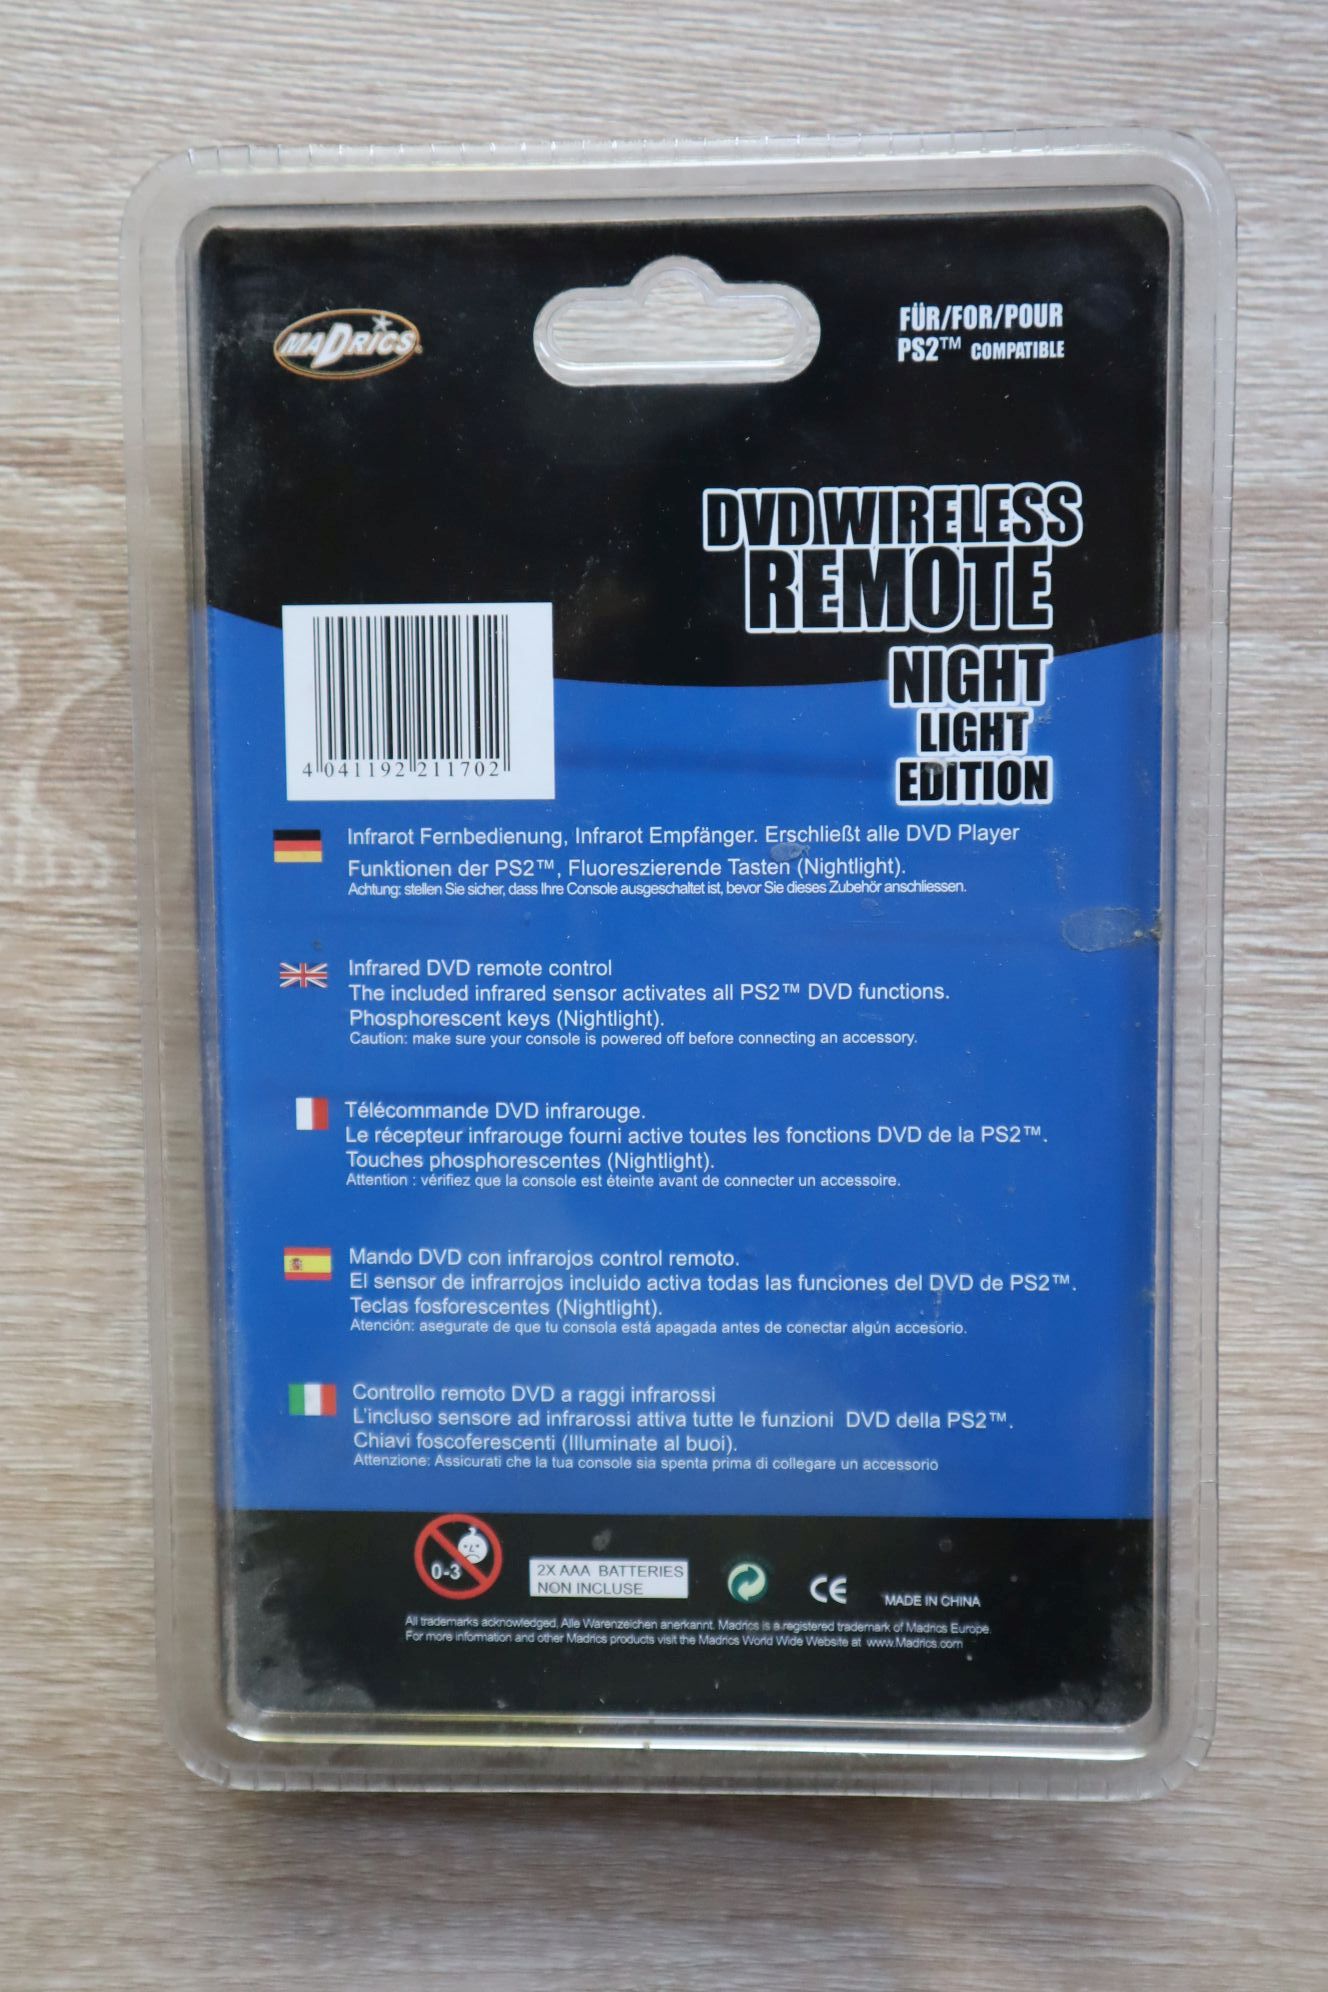 MADRICS
FÜR/FOR/POUR
PS2™ COMPATIBLE
DVD WIRELESS
REMOTE
NIGHT
LIGHT
EDITION
4 041192 211702
Infrarot Fernbedienung, Infrarot Empfänger. Erschließt alle DVD Player
Funktionen der PS2™, Fluoreszierende Tasten (Nightlight).
Achtung: stellen Sie sicher, dass Ihre Console ausgeschaltet ist, bevor Sie dieses Zubehör anschliessen.
Infrared DVD remote control
The included infrared sensor activates all PS2™ DVD functions.
Phosphorescent keys (Nightlight).
Caution: make sure your console is powered off before connecting an accessory.
Télécommande DVD infrarouge.
Le récepteur infrarouge fourni active toutes les fonctions DVD de la PS2™.
Touches phosphorescentes (Nightlight).
Attention : vérifiez que la console est éteinte avant de connecter un accessoire.
Mando DVD con infrarojos control remoto.
El sensor de infrarrojos incluido activa todas las funciones del DVD de PS2™.
Teclas fosforescentes (Nightlight).
Atención: asegurate de que tu consola está apagada antes de conectar algún accesorio.
Controllo remoto DVD a raggi infrarossi
L'incluso sensore ad infrarossi attiva tutte le funzioni DVD della PS2™.
Chiavi foscoferescenti (Illuminate al buoi).
Attenzione: Assicurati che la tua console sia spenta prima di collegare un accessorio
0-3
2X AAA BATTERIES
NON INCLUSE
CE
MADE IN CHINA
All trademarks acknowledged. Alle Warenzeichen anerkannt. Madrics is a registered trademark of Madrics Europe.
For more information and other Madrics products visit the Madrics World Wide Website at www.Madrics.com